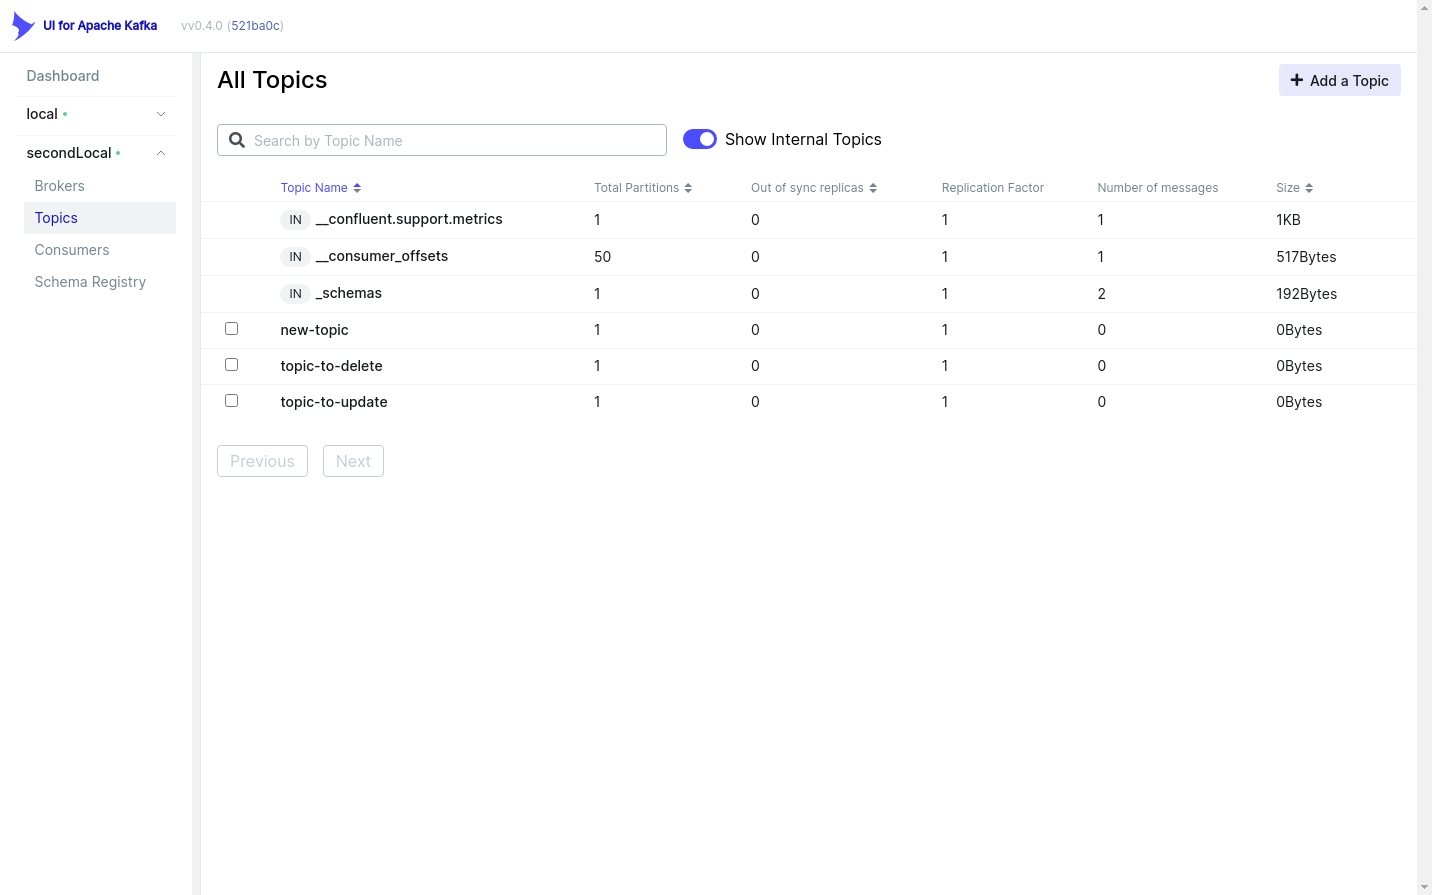 UI for Apache Kafka vv0.4.0 (521ba0c)
Dashboard
local
secondLocal
Brokers
Topics
Consumers
Schema Registry
All Topics
Add a Topic
Search by Topic Name
Show Internal Topics
Topic Name Total Partitions Out of sync replicas Replication Factor Number of messages Size
IN __confluent.support.metrics 1 0 1 1 1KB
IN __consumer_offsets 50 0 1 1 517Bytes
IN _schemas 1 0 1 2 192Bytes
new-topic 1 0 1 0 0Bytes
topic-to-delete 1 0 1 0 0Bytes
topic-to-update 1 0 1 0 0Bytes
Previous Next